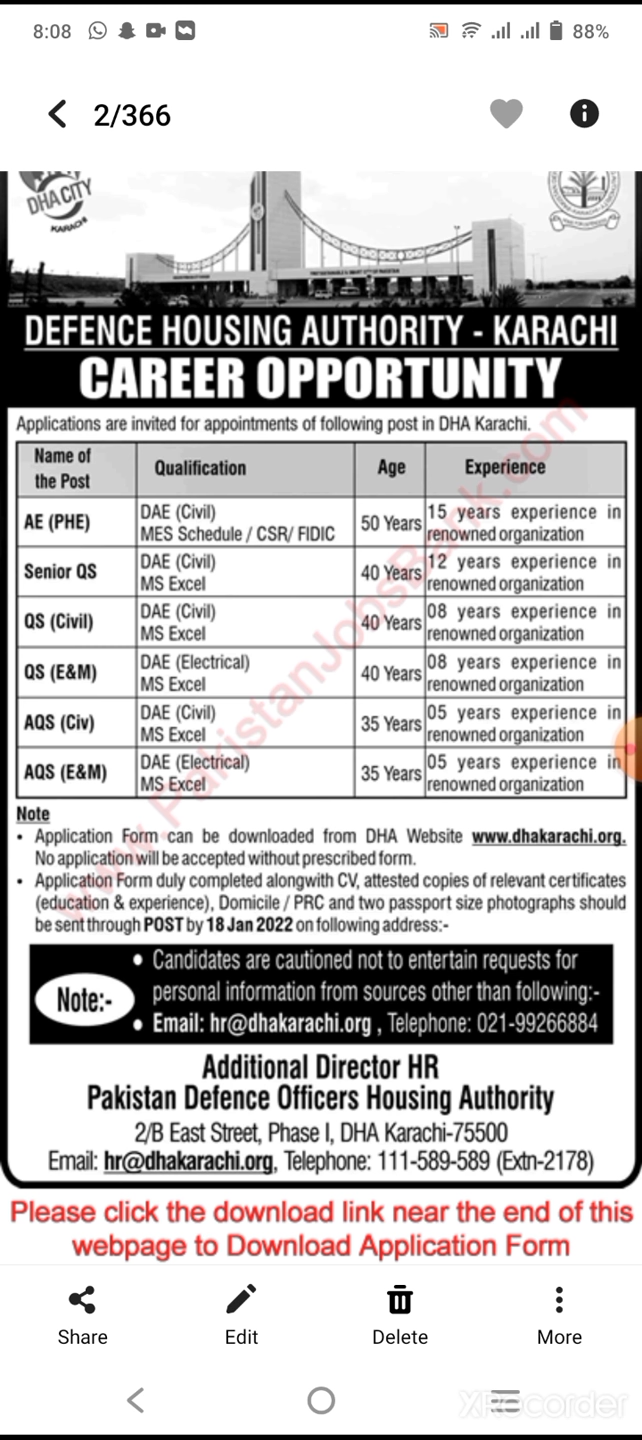 8:08
88%
2/366
DHA CITY
KARACHI
DEFENCE HOUSING AUTHORITY - KARACHI
CAREER OPPORTUNITY
Applications are invited for appointments of following post in DHA Karachi.
Name of the Post Qualification Age Experience
AE (PHE) DAE (Civil) MES Schedule / CSR/ FIDIC 50 Years 15 years experience in renowned organization
Senior QS DAE (Civil) MS Excel 40 Years 12 years experience in renowned organization
QS (Civil) DAE (Civil) MS Excel 40 Years 08 years experience in renowned organization
QS (E&M) DAE (Electrical) MS Excel 40 Years 08 years experience in renowned organization
AQS (Civ) DAE (Civil) MS Excel 35 Years 05 years experience in renowned organization
AQS (E&M) DAE (Electrical) MS Excel 35 Years 05 years experience in renowned organization
www.PakistanJobsBank.com
Note
• Application Form can be downloaded from DHA Website www.dhakarachi.org.
No application will be accepted without prescribed form.
• Application Form duly completed alongwith CV, attested copies of relevant certificates
(education & experience), Domicile / PRC and two passport size photographs should
be sent through POST by 18 Jan 2022 on following address:-
Note:-
• Candidates are cautioned not to entertain requests for
personal information from sources other than following:-
• Email: hr@dhakarachi.org , Telephone: 021-99266884
Additional Director HR
Pakistan Defence Officers Housing Authority
2/B East Street, Phase I, DHA Karachi-75500
Email: hr@dhakarachi.org, Telephone: 111-589-589 (Extn-2178)
Please click the download link near the end of this
webpage to Download Application Form
Share Edit Delete More
XRecorder